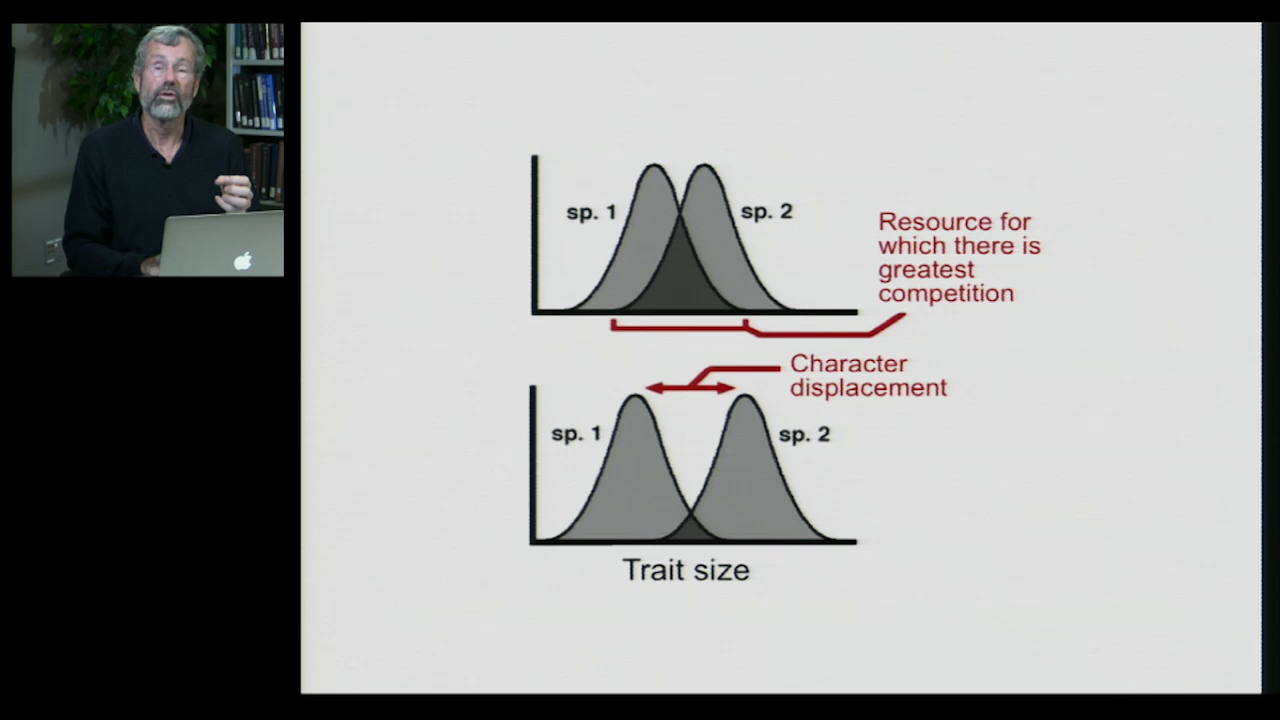 sp. 1
sp. 2
Resource for
which there is
greatest
competition
Character
displacement
sp. 1
sp. 2
Trait size